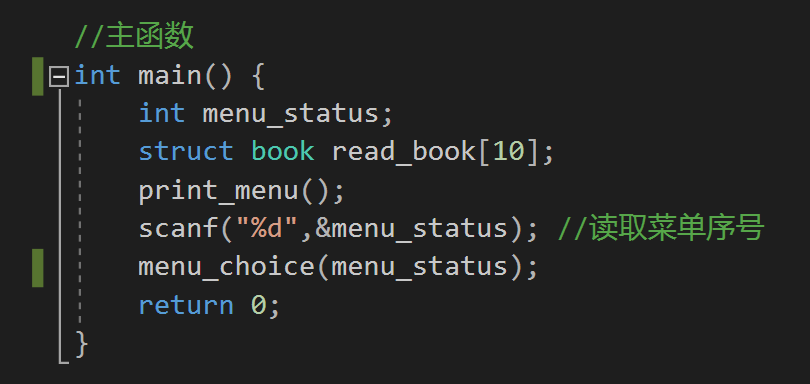 //主函数
int main() {
int menu_status;
struct book read_book[10];
print_menu();
scanf("%d",&menu_status); //读取菜单序号
menu_choice(menu_status);
return 0;
}